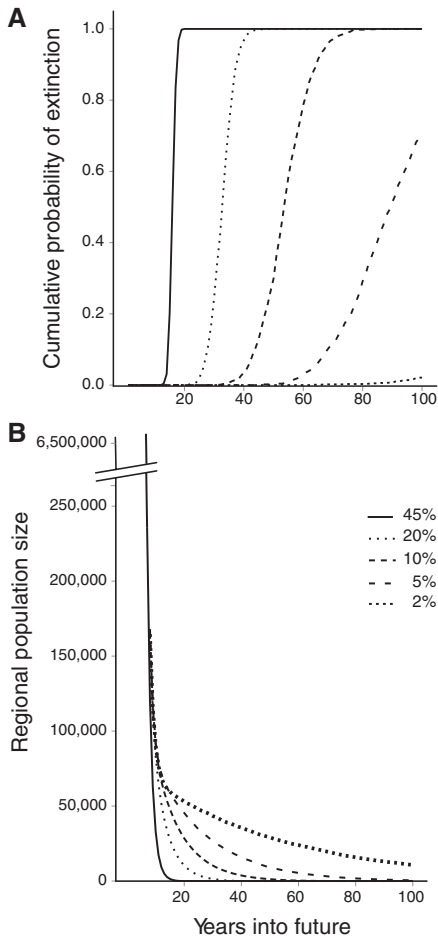 A
Cumulative probability of extinction
1.0
0.8
0.6
0.4
0.2
0.0
20 40 60 80 100
B
Regional population size
6,500,000
250,000
200,000
150,000
100,000
50,000
0
45%
20%
10%
5%
2%
20 40 60 80 100
Years into future